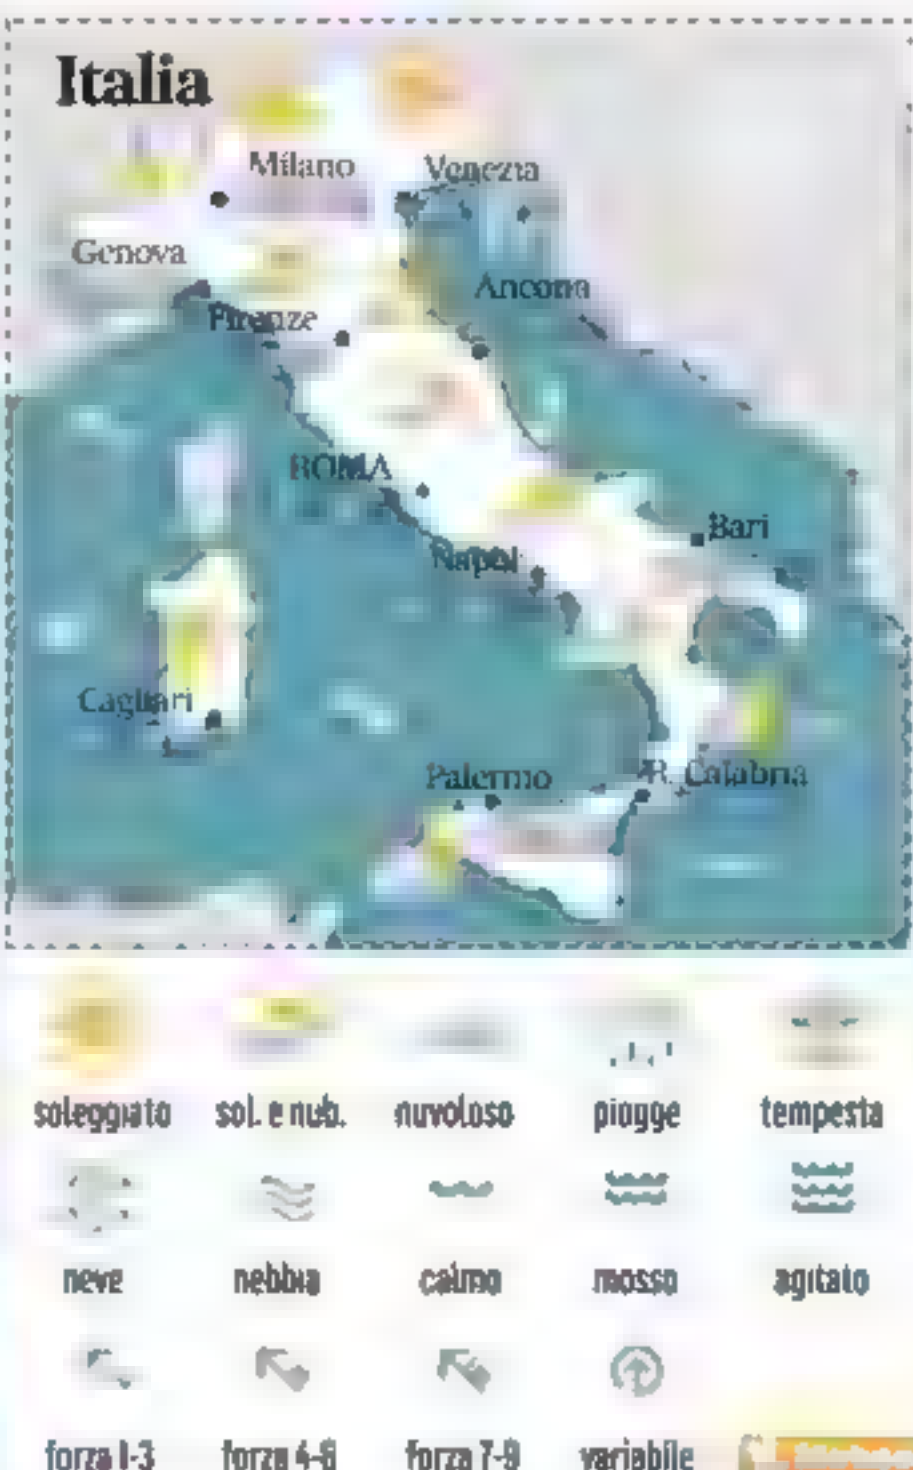 Italia
Milano
Venezia
Genova
Ancona
Firenze
ROMA
Bari
Napoli
Cagliari
Palermo
R. Calabria
soleggiato sol. e nub. nuvoloso piogge tempesta
neve nebbia calmo mosso agitato
forza 1-3 forza 4-6 forza 7-9 variabile